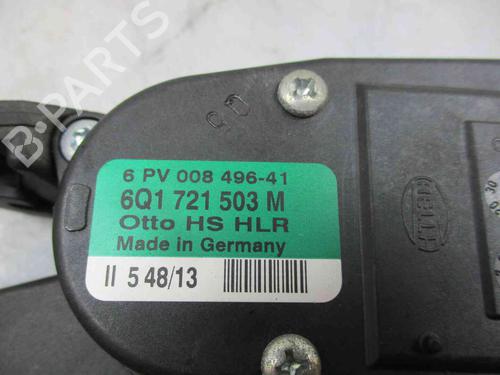 B-PARTS
6 PV 008 496-41
6Q1 721 503 M
Otto HS HLR
Made in Germany
II 5 48/13
HELLA